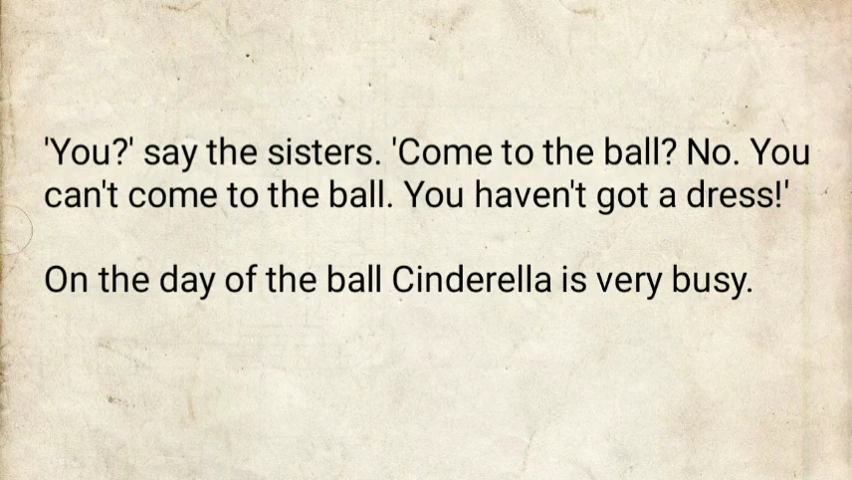 'You?' say the sisters. 'Come to the ball? No. You
can't come to the ball. You haven't got a dress!'
On the day of the ball Cinderella is very busy.